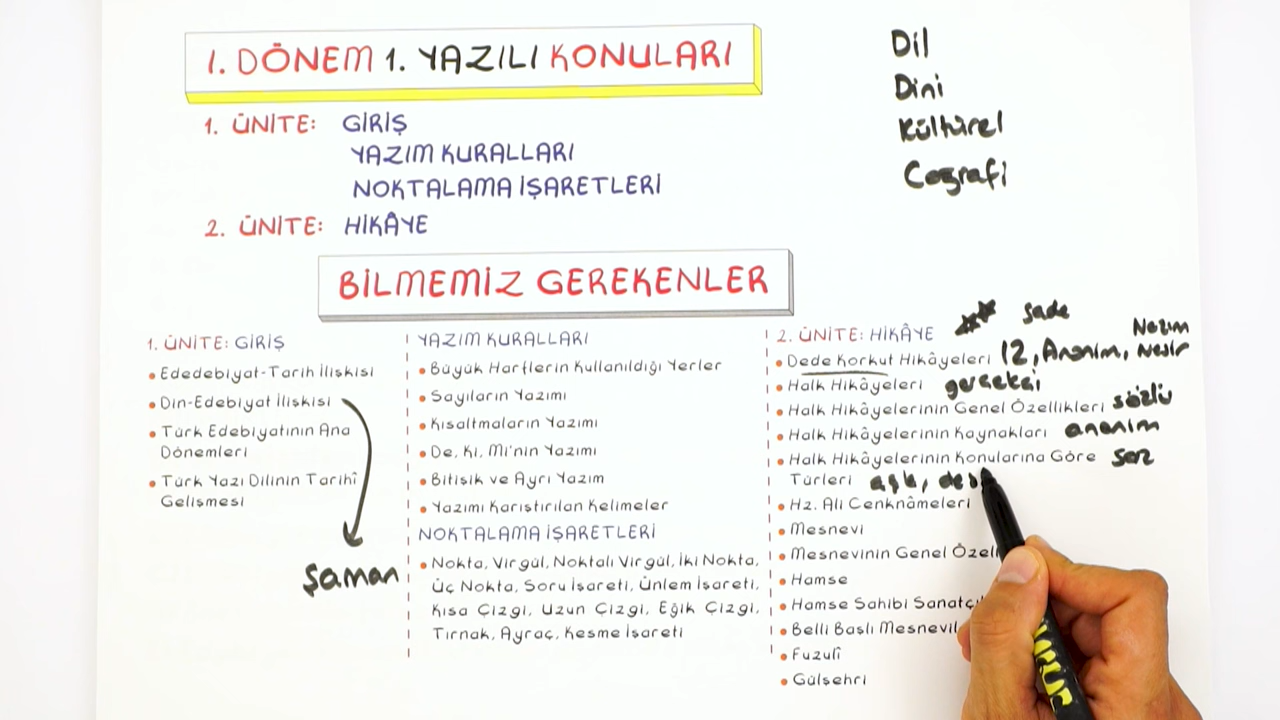 1. DÖNEM 1. YAZILI KONULARI
1. ÜNİTE: GİRİŞ
YAZIM KURALLARI
NOKTALAMA İŞARETLERİ
2. ÜNİTE: HİKÂYE
Dil
Dini
Kültürel
Coğrafi
BİLMEMİZ GEREKENLER
1. ÜNİTE: GİRİŞ
Ededebiyat-Tarih İlişkisi
Din-Edebiyat İlişkisi
Türk Edebiyatının Ana
Dönemleri
Türk Yazı Dilinin Tarihî
Gelişmesi
Şaman
YAZIM KURALLARI
Büyük Harflerin Kullanıldığı Yerler
Sayıların Yazımı
Kısaltmaların Yazımı
De, Ki, Mi'nin Yazımı
Bitişik ve Ayrı Yazım
Yazımı Karıştırılan Kelimeler
NOKTALAMA İŞARETLERİ
Nokta, Virgül, Noktalı Virgül, İki Nokta,
Üç Nokta, Soru İşareti, Ünlem İşareti,
Kısa Çizgi, Uzun Çizgi, Eğik Çizgi,
Tırnak, Ayraç, Kesme İşareti
2. ÜNİTE: HİKÂYE sade
Nazım
Dede Korkut Hikâyeleri 12, Anonim, Nesir
Halk Hikâyeleri gerçekçi
Halk Hikâyelerinin Genel Özellikleri sözlü
Halk Hikâyelerinin Kaynakları anonim
Halk Hikâyelerinin Konularına Göre
Türleri aşk,
Hz. Ali Cenknâmeleri
Mesnevi
Mesnevinin Genel
Hamse
Hamse Sahibi
Belli Başlı
Fuzulî
Gülşehri